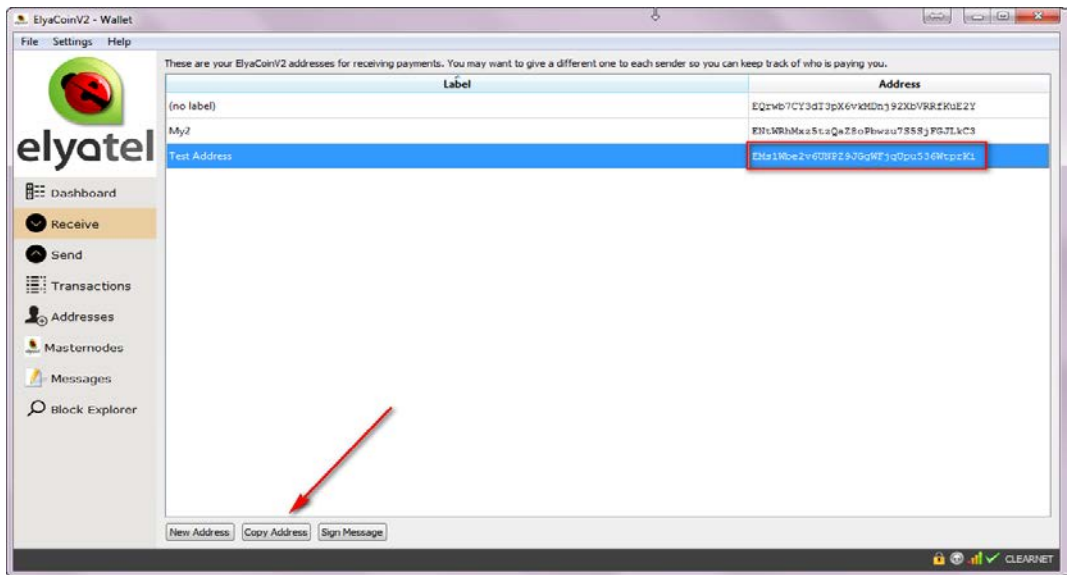 ElyaCoinV2 - Wallet
File Settings Help
elyatel
These are your ElyaCoinV2 addresses for receiving payments. You may want to give a different one to each sender so you can keep track of who is paying you.
Label Address
(no label)
My2
Test Address
Dashboard
Receive
Send
Transactions
Addresses
Masternodes
Messages
Block Explorer
New Address Copy Address Sign Message
CLEARNET